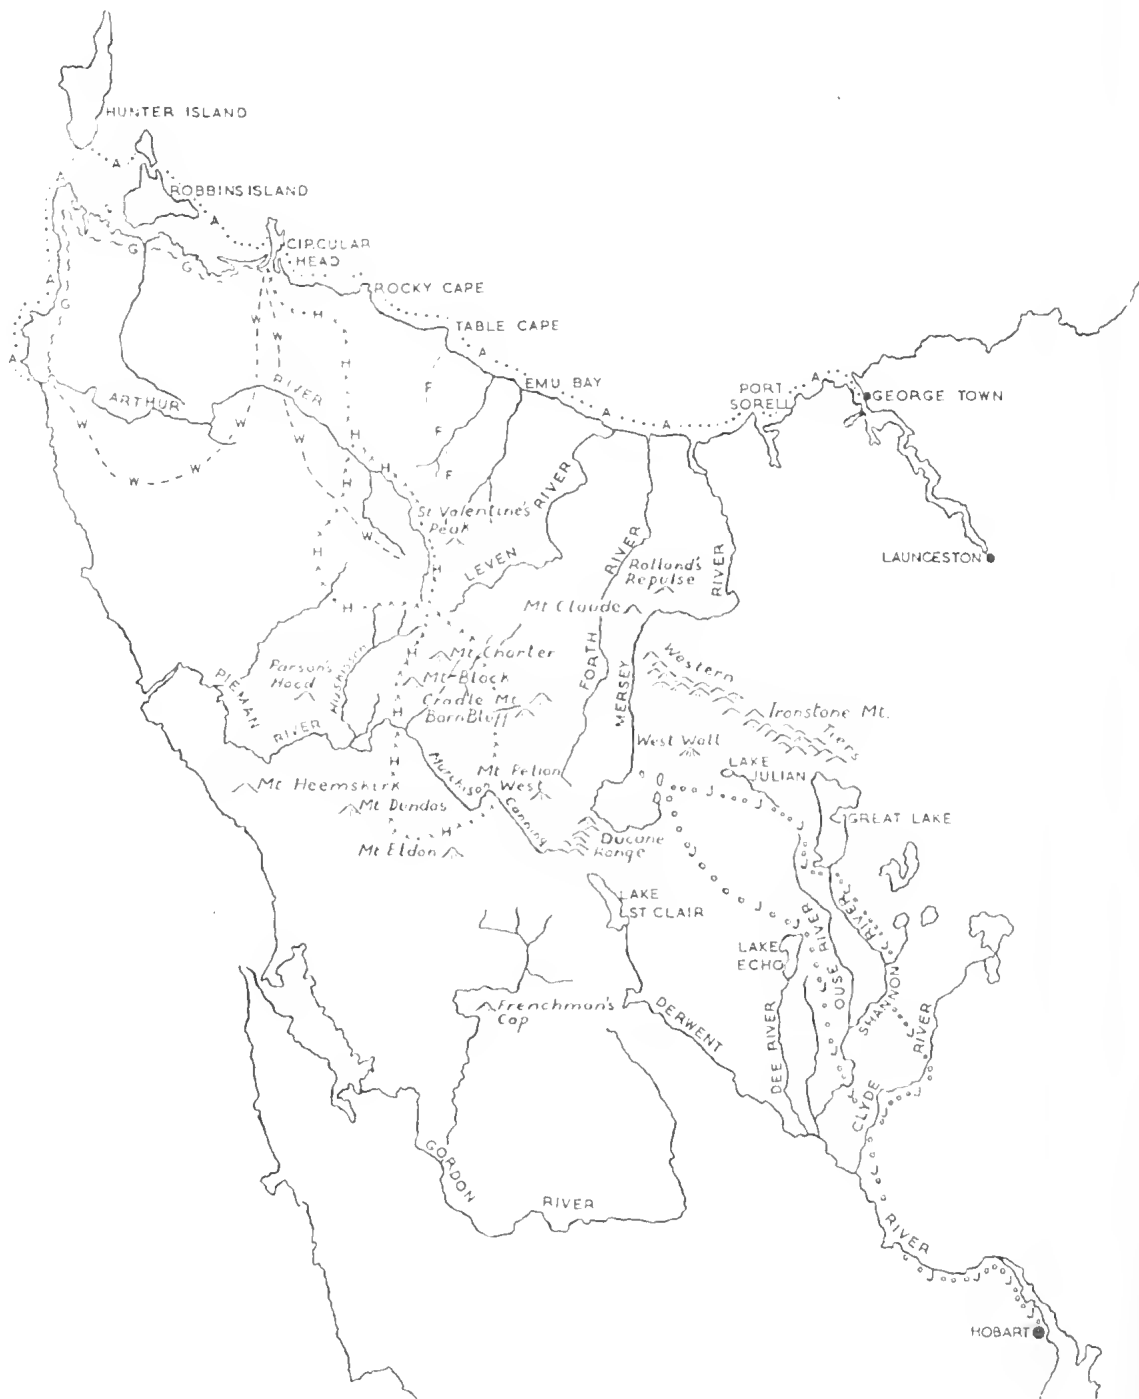 HUNTER ISLAND
ROBBINS ISLAND
CIRCULAR
HEAD
ROCKY CAPE
TABLE CAPE
EMU BAY
PORT
SORELL
GEORGE TOWN
LAUNCESTON
ARTHUR
RIVER
St Valentine's
Peak
LEVEN
RIVER
RIVER
RIVER
Rolland's
Repulse
Mt Claude
FORTH
MERSEY
Western
Tiers
Ironstone Mt.
Mt Charter
Mt Block
Cradle Mt
Barn Bluff
Parson's
Hood
Huskisson
PIEMAN
RIVER
Mt Heemskirk
Mt Dundas
Mt Eldon
Murchison
Canning
Mt Pelion
West
West Wall
LAKE
JULIAN
GREAT LAKE
Ducane
Range
LAKE
ST CLAIR
LAKE
ECHO
OUSE RIVER
SHANNON
RIVER
RIVER
DEE RIVER
CLYDE
Frenchman's
Cap
DERWENT
RIVER
GORDON
RIVER
HOBART
A
A
A
A
A
A
A
A
A
G
G
G
W
W
W
W
W
W
W
W
H
H
H
H
H
H
H
H
H
H
H
H
F
F
F
J
J
J
J
J
J